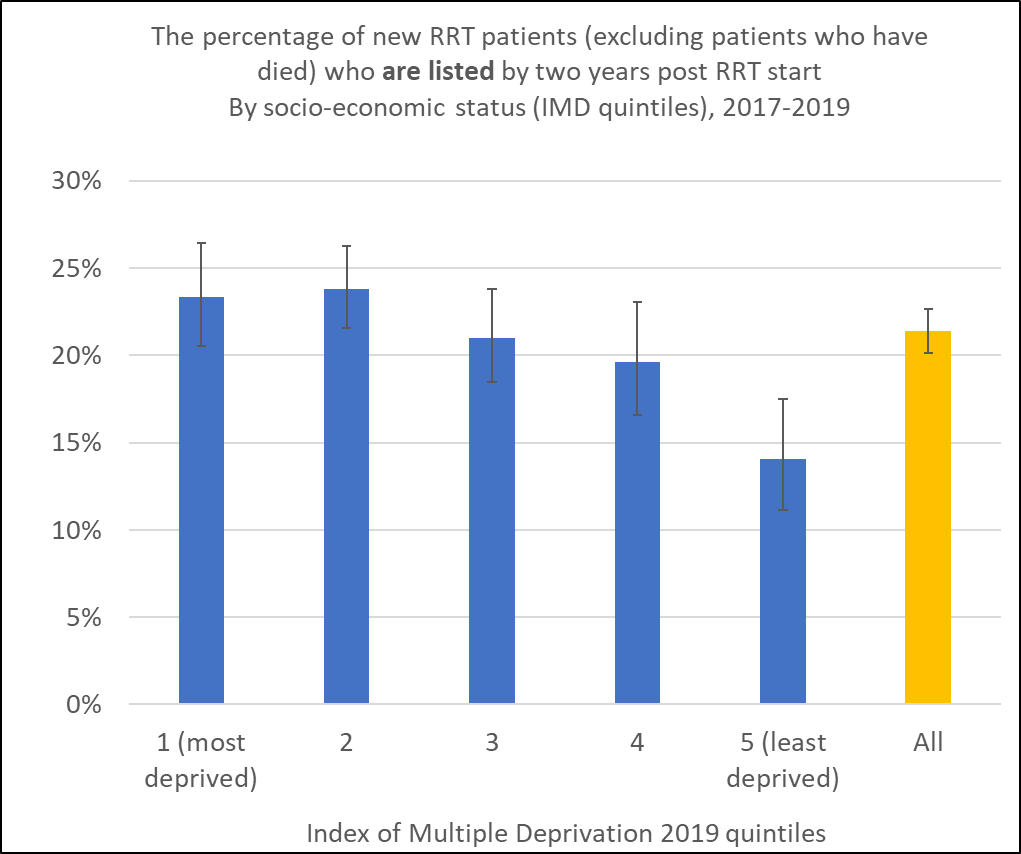 The percentage of new RRT patients (excluding patients who have
died) who are listed by two years post RRT start
By socio-economic status (IMD quintiles), 2017-2019
30%
25%
20%
15%
10%
5%
0%
1 (most
deprived)
2
3
4
5 (least
deprived)
All
Index of Multiple Deprivation 2019 quintiles